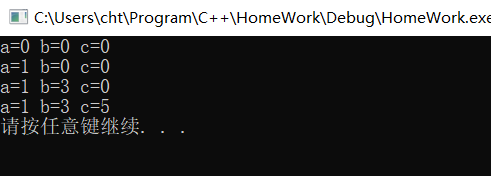 C:\Users\cht\Program\C++\HomeWork\Debug\HomeWork.exe
a=0 b=0 c=0
a=1 b=0 c=0
a=1 b=3 c=0
a=1 b=3 c=5
请按任意键继续. . .